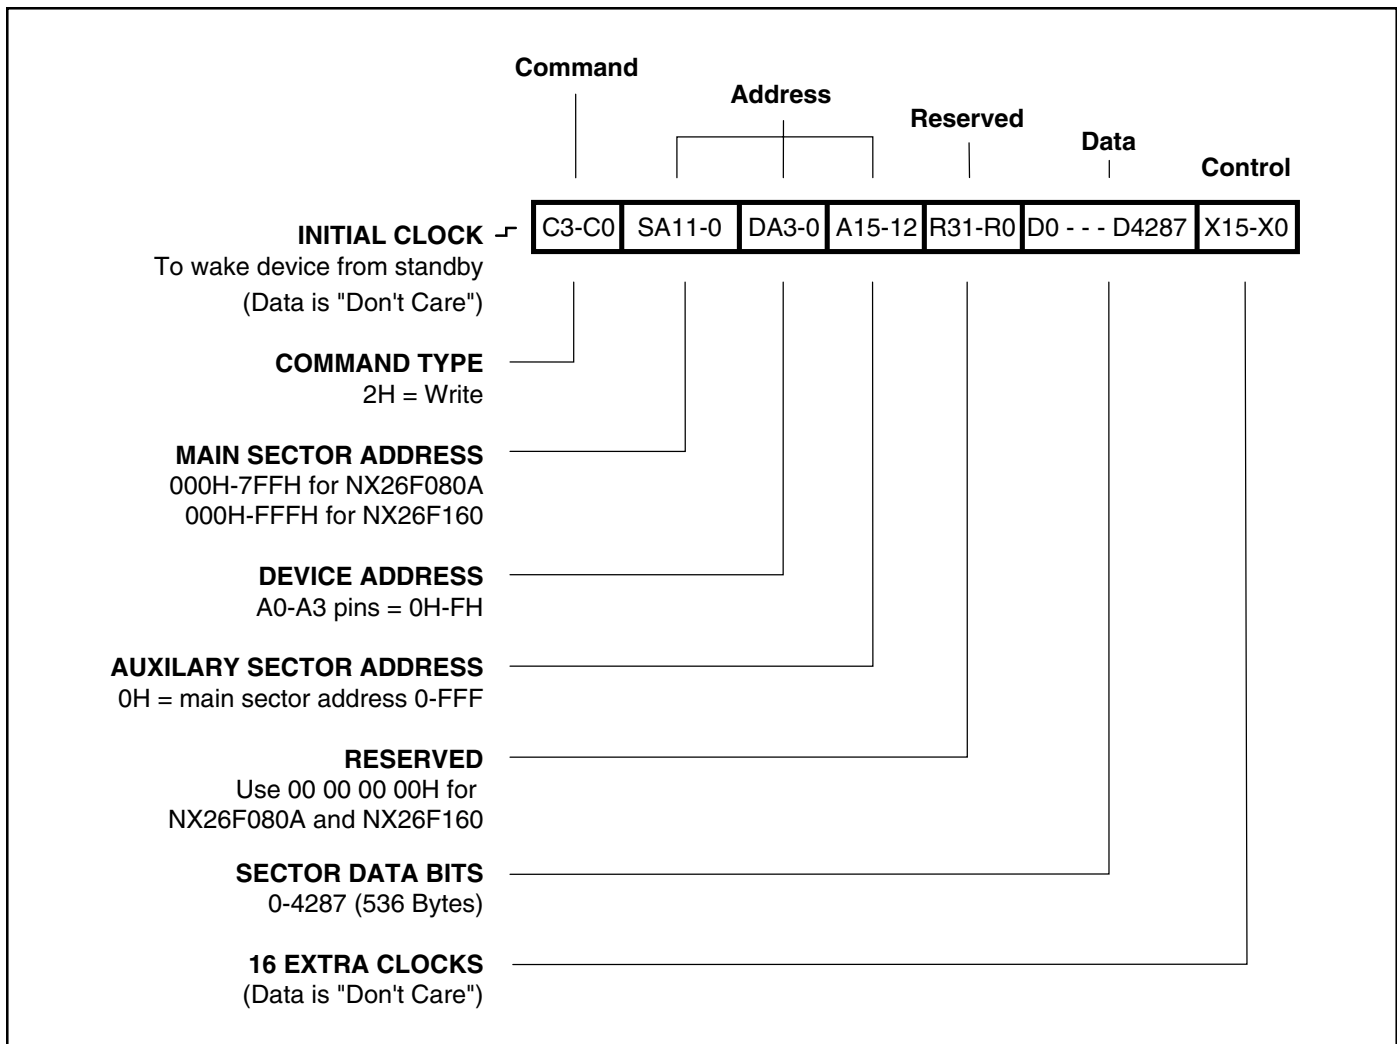 Command
Address
Reserved
Data
Control
C3-C0 SA11-0 DA3-0 A15-12 R31-R0 D0 - - - D4287 X15-X0
INITIAL CLOCK
To wake device from standby
(Data is "Don't Care")
COMMAND TYPE
2H = Write
MAIN SECTOR ADDRESS
000H-7FFH for NX26F080A
000H-FFFH for NX26F160
DEVICE ADDRESS
A0-A3 pins = 0H-FH
AUXILARY SECTOR ADDRESS
0H = main sector address 0-FFF
RESERVED
Use 00 00 00 00H for
NX26F080A and NX26F160
SECTOR DATA BITS
0-4287 (536 Bytes)
16 EXTRA CLOCKS
(Data is "Don't Care")